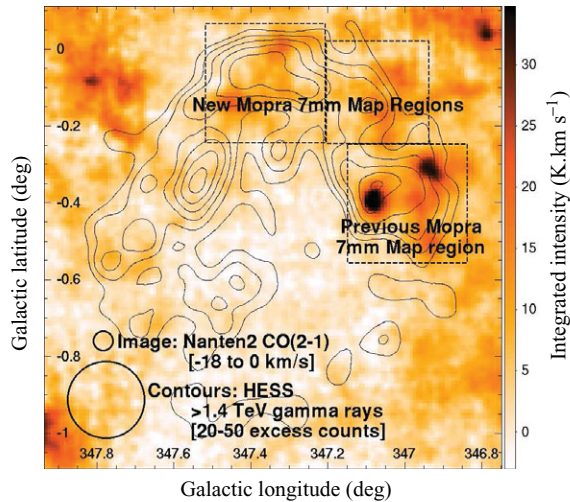 0
-0.2
-0.4
-0.6
-0.8
-1
Galactic latitude (deg)
New Mopra 7mm Map Regions
Previous Mopra
7mm Map region
Image: Nanten2 CO(2-1)
[-18 to 0 km/s]
Contours: HESS
>1.4 TeV gamma rays
[20-50 excess counts]
347.8
347.6
347.4
347.2
347
346.8
Galactic longitude (deg)
30
25
20
15
10
5
0
Integrated intensity (K.km s⁻¹)